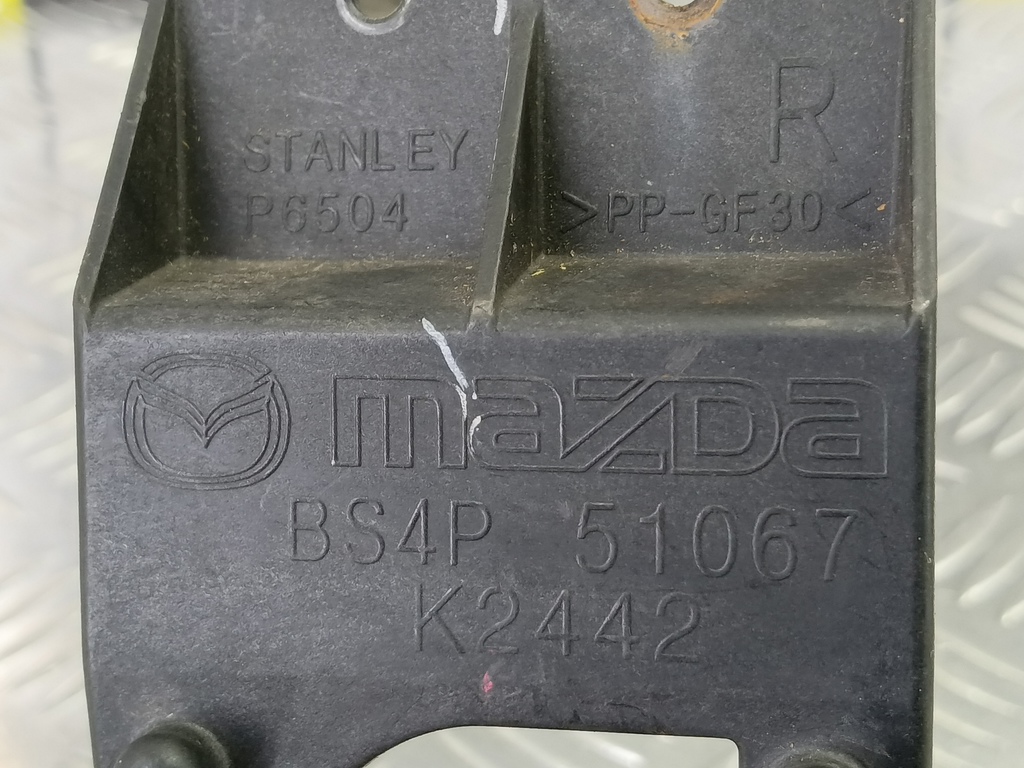 STANLEY
P6504
R
>PP-GF30<
mazda
BS4P 51067
K2442